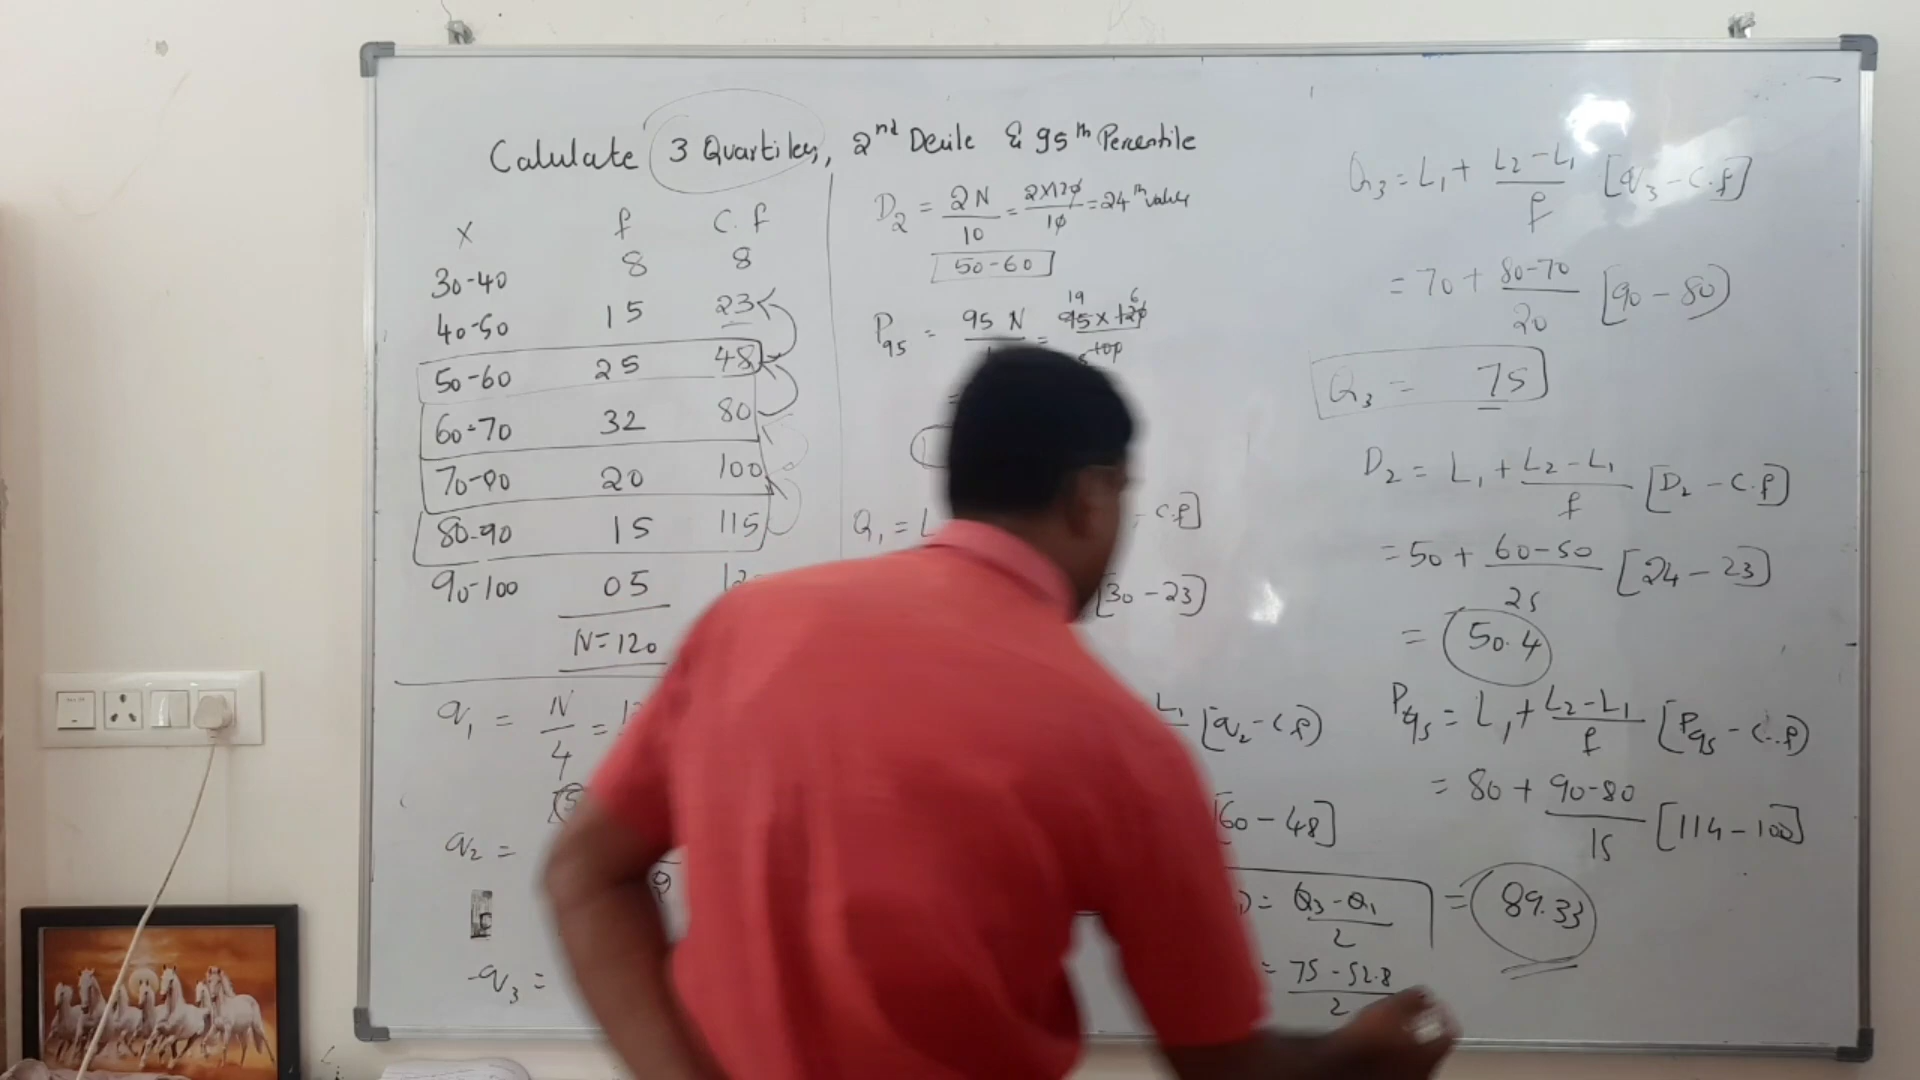 Calulate 3 Quartiles, 2nd Decile & 95th Percentile
X f C.f
30-40 8 8
40-50 15 23
50-60 25 48
60-70 32 80
70-80 20 100
80-90 15 115
90-100 05
N=120
q1 = N/4 =
q2 =
q3 =
D2 = 2N/10 = 2x120/10 = 24th value
50-60
P95 = 95 N = 95x120/100
19 6
Q1 = L - C.f]
[30-23]
L1 [q2-C.f]
[60-48]
= Q3-Q1/2
= 75-52.8/2
Q3 = L1+ L2-L1/f [q3-C.f]
= 70+ 80-70/20 [90-80]
Q3 = 75
D2 = L1+ L2-L1/f [D2-C.f]
= 50+ 60-50/25 [24-23]
= 50.4
P95 = L1+ L2-L1/f [P95-C.f]
= 80+ 90-80/15 [114-100]
= 89.33